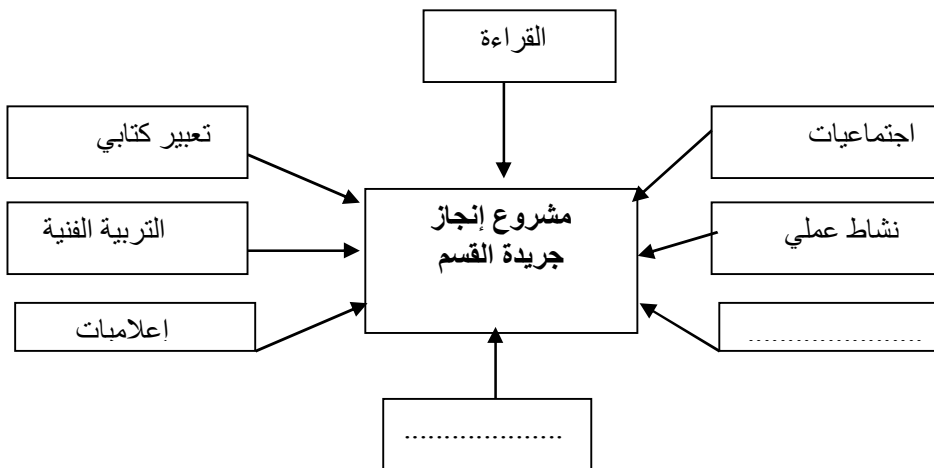 القراءة
اجتماعيات
تعبير كتابي
مشروع إنجاز
جريدة القسم
نشاط عملي
التربية الفنية
.....................
إعلاميات
....................